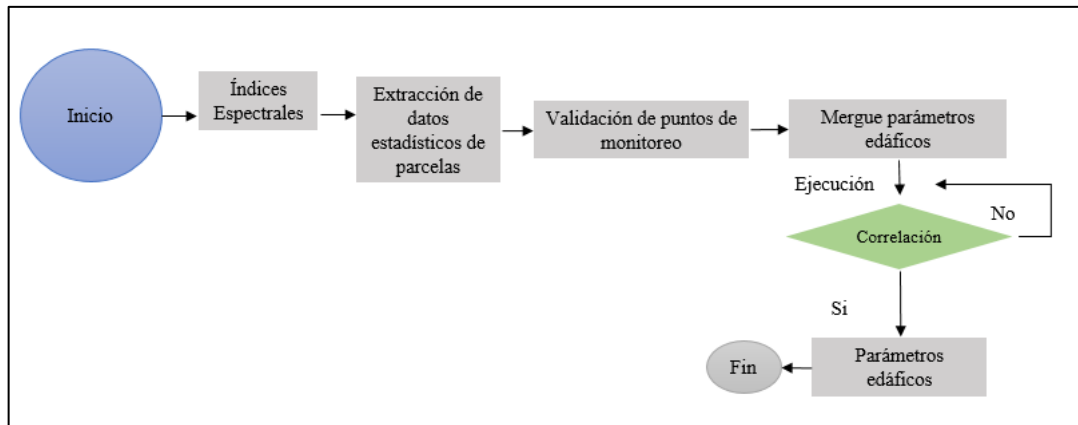 Inicio
Índices
Espectrales
Extracción de
datos
estadísticos de
parcelas
Validación de puntos de
monitoreo
Mergue parámetros
edáficos
Ejecución
No
Correlación
Si
Parámetros
edáficos
Fin